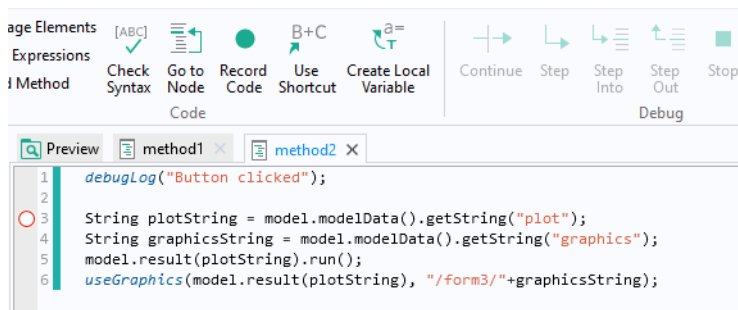 age Elements
Expressions
d Method
[ABC]
Check
Syntax
Go to
Node
Record
Code
B+C
Use
Shortcut
a=
T
Create Local
Variable
Code
Continue
Step
Step
Into
Step
Out
Stop
Debug
Preview
method1
method2
1 debugLog("Button clicked");
2
3 String plotString = model.modelData().getString("plot");
4 String graphicsString = model.modelData().getString("graphics");
5 model.result(plotString).run();
6 useGraphics(model.result(plotString), "/form3/"+graphicsString);